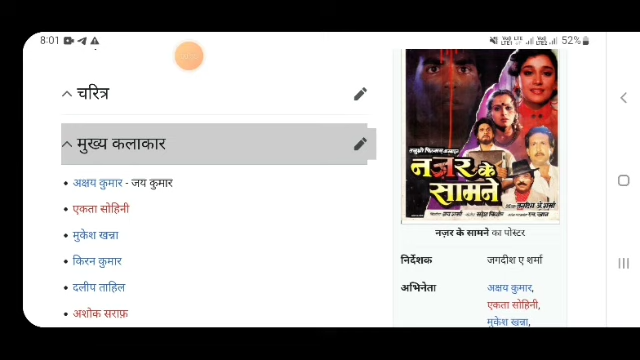 8:01
52%
चरित्र
मुख्य कलाकार
अक्षय कुमार - जय कुमार
एकता सोहिनी
मुकेश खन्ना
किरन कुमार
दलीप ताहिल
अशोक सराफ़
नज़र के
सामने
नज़र के सामने का पोस्टर
निर्देशक जगदीश ए शर्मा
अभिनेता अक्षय कुमार,
एकता सोहिनी,
मुकेश खन्ना,